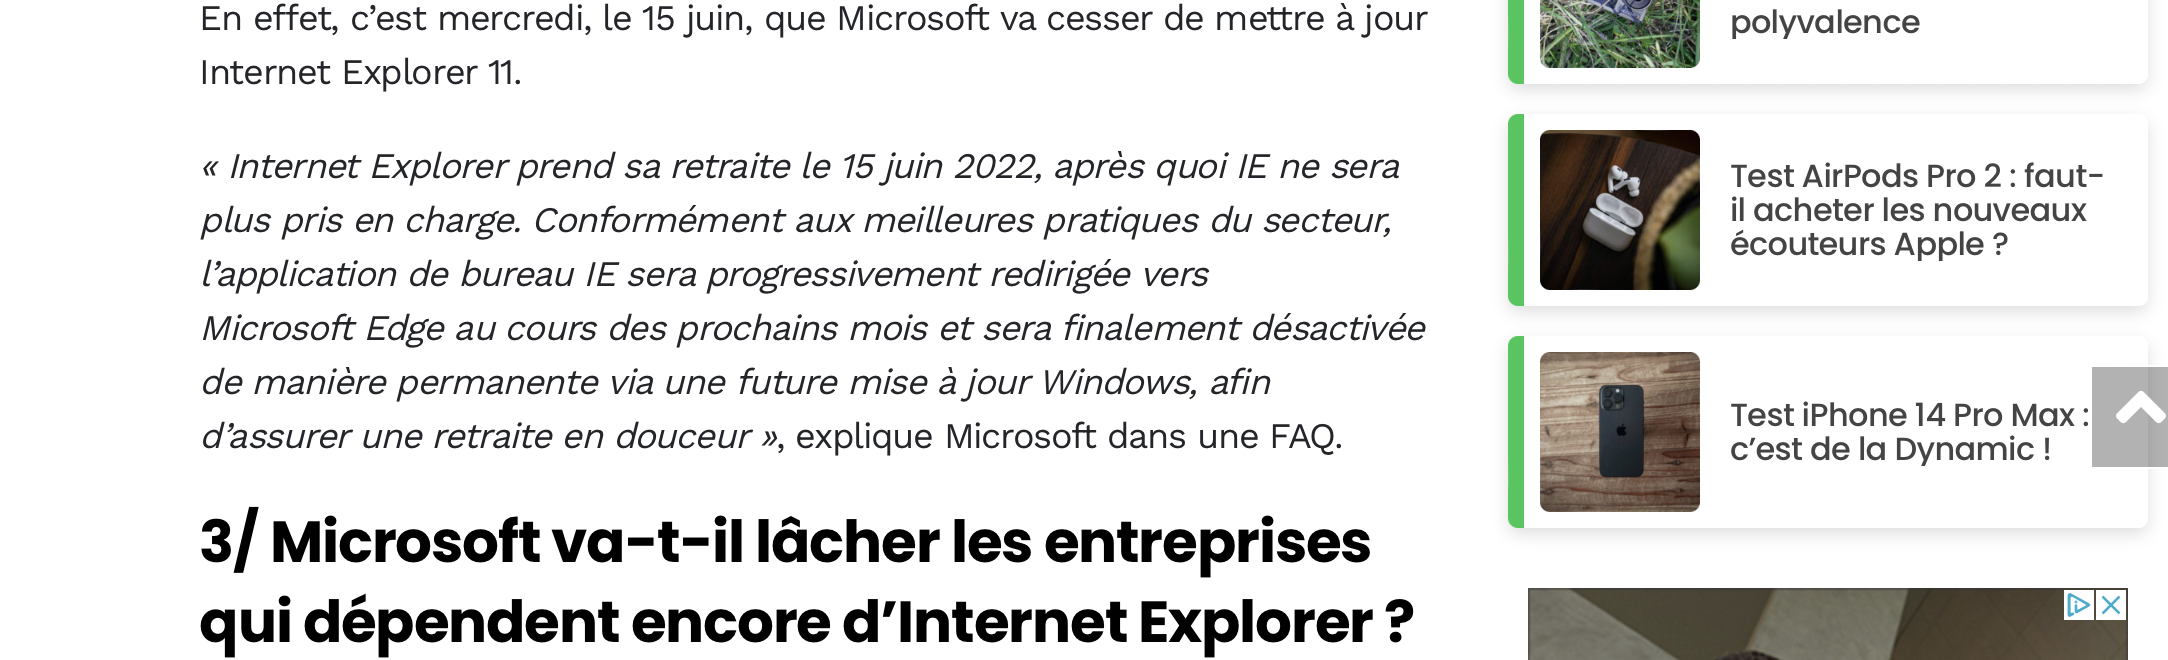 En effet, c’est mercredi, le 15 juin, que Microsoft va cesser de mettre à jour
Internet Explorer 11.
« Internet Explorer prend sa retraite le 15 juin 2022, après quoi IE ne sera
plus pris en charge. Conformément aux meilleures pratiques du secteur,
l’application de bureau IE sera progressivement redirigée vers
Microsoft Edge au cours des prochains mois et sera finalement désactivée
de manière permanente via une future mise à jour Windows, afin
d’assurer une retraite en douceur », explique Microsoft dans une FAQ.
3/ Microsoft va-t-il lâcher les entreprises
qui dépendent encore d’Internet Explorer ?
polyvalence
Test AirPods Pro 2 : faut-
il acheter les nouveaux
écouteurs Apple ?
Test iPhone 14 Pro Max :
c’est de la Dynamic !